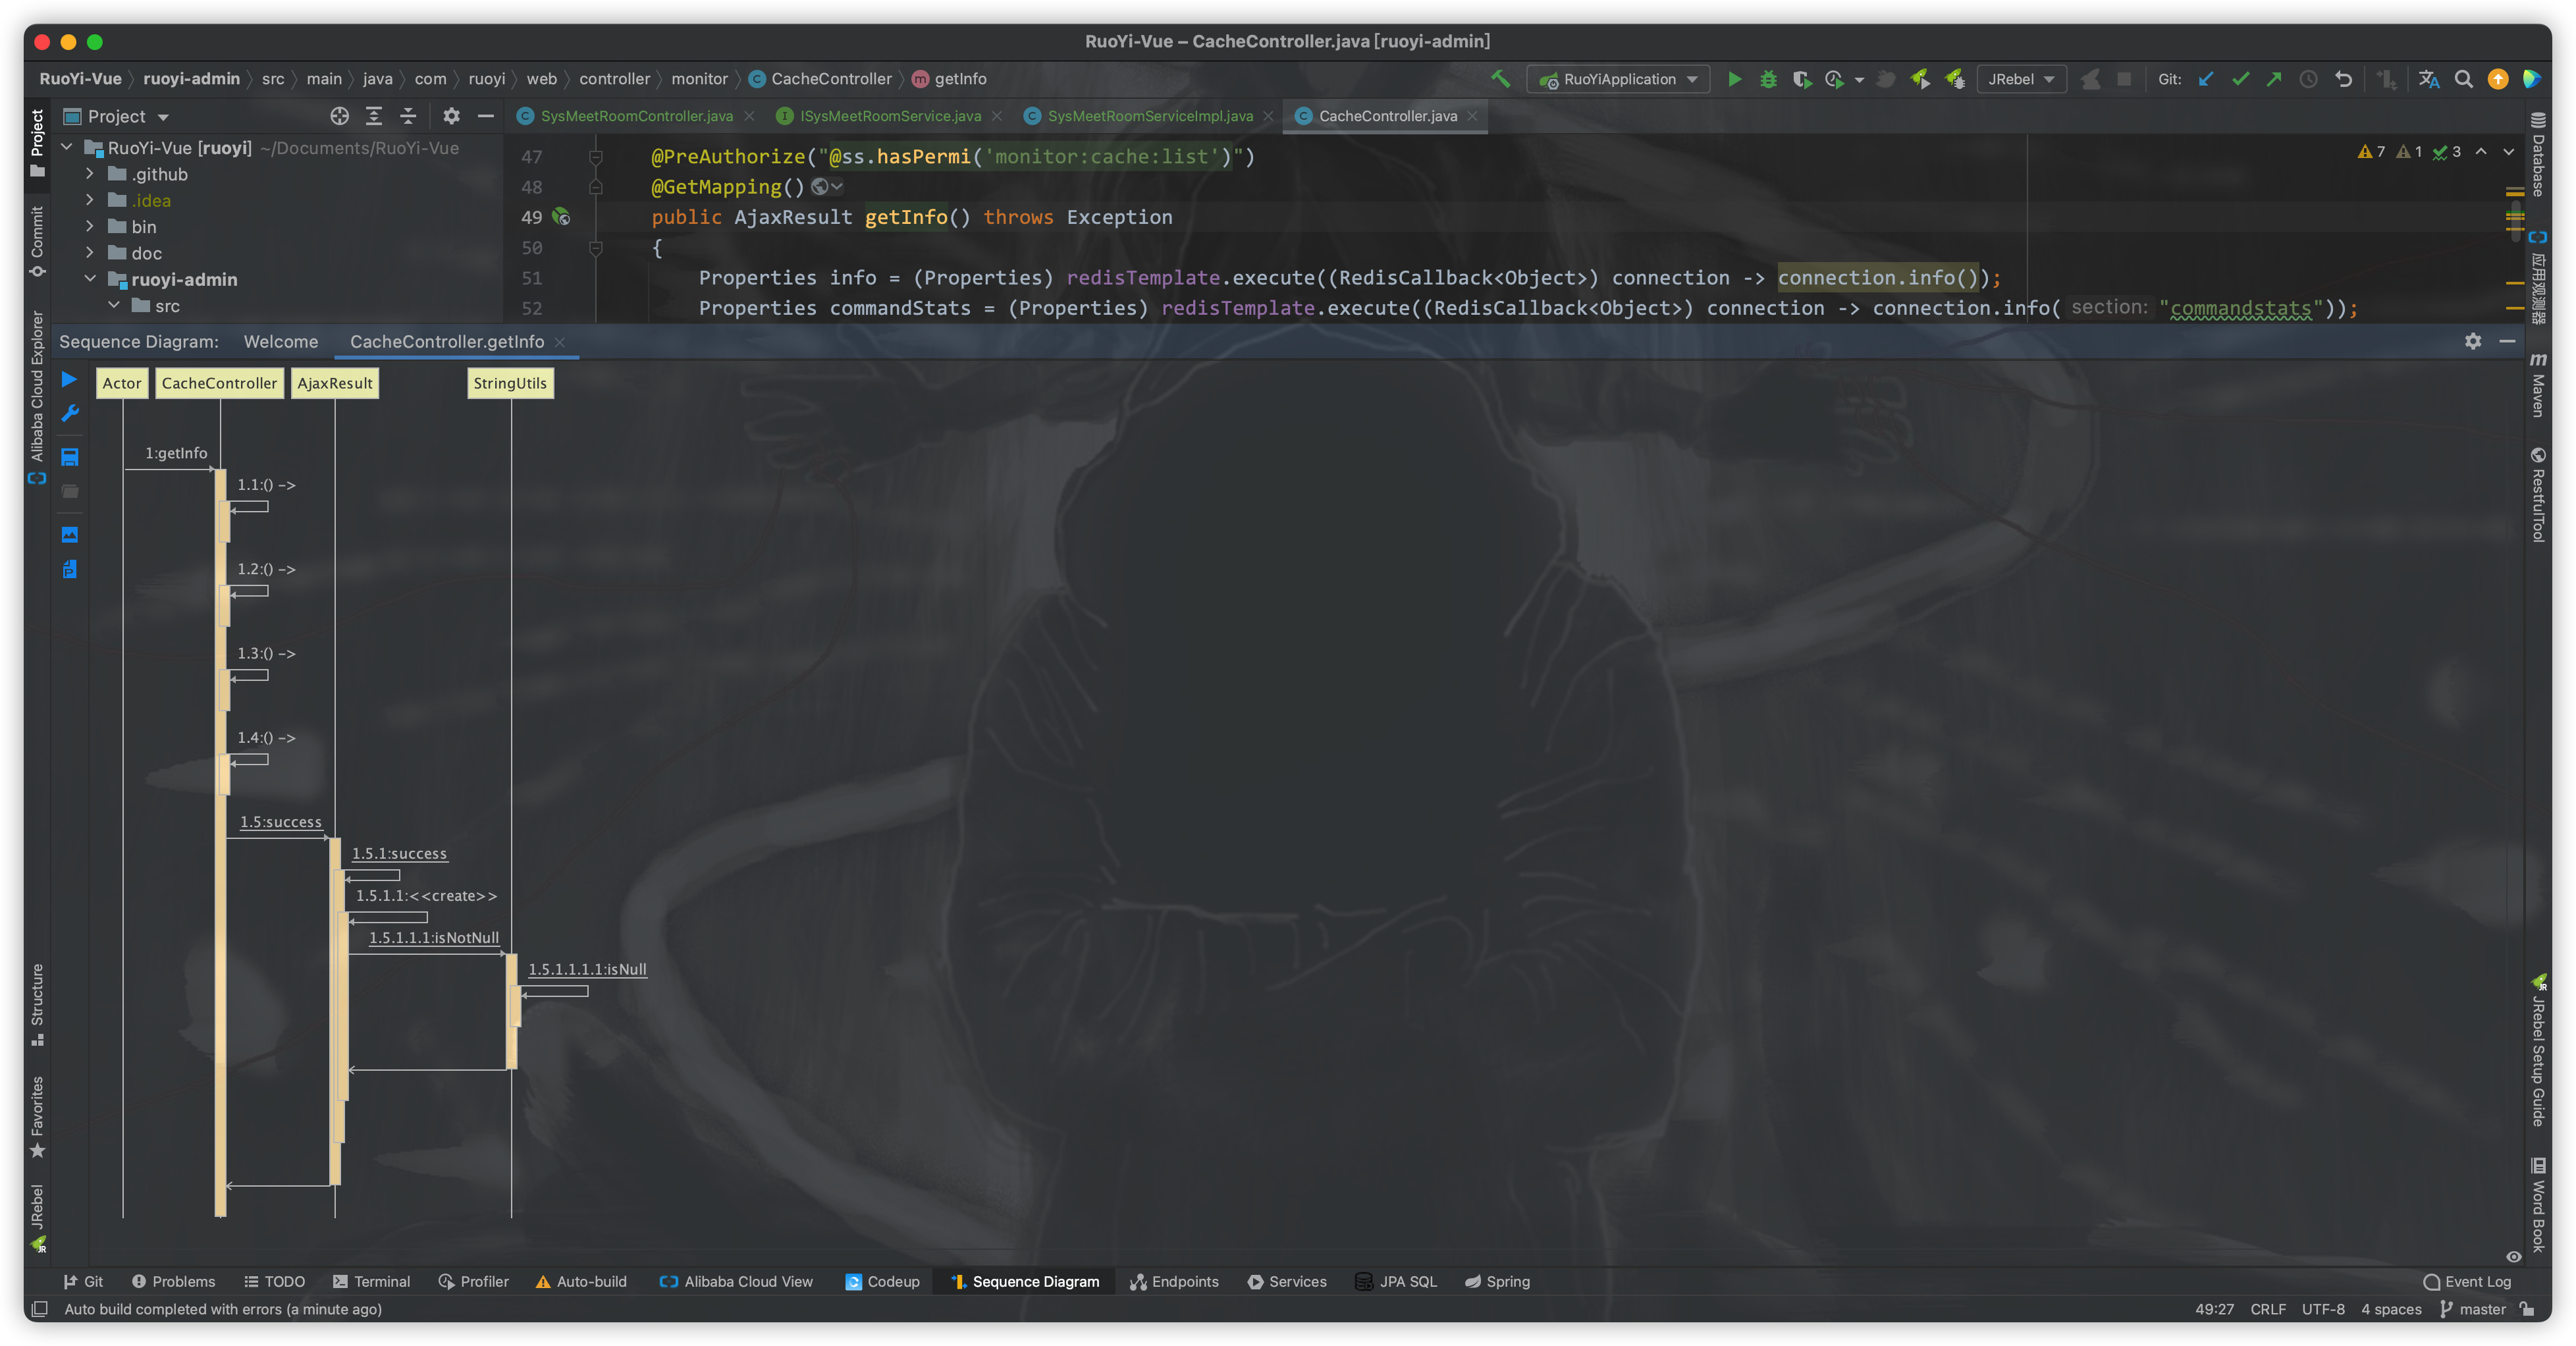 RuoYi-Vue – CacheController.java [ruoyi-admin]
RuoYi-Vue ruoyi-admin src main java com ruoyi web controller monitor CacheController getInfo
RuoYiApplication
JRebel
Git:
Project
SysMeetRoomController.java
ISysMeetRoomService.java
SysMeetRoomServiceImpl.java
CacheController.java
RuoYi-Vue [ruoyi] ~/Documents/RuoYi-Vue
.github
.idea
bin
doc
ruoyi-admin
src
47 @PreAuthorize("@ss.hasPermi('monitor:cache:list')")
48 @GetMapping()
49 public AjaxResult getInfo() throws Exception
50 {
51 Properties info = (Properties) redisTemplate.execute((RedisCallback<Object>) connection -> connection.info());
52 Properties commandStats = (Properties) redisTemplate.execute((RedisCallback<Object>) connection -> connection.info( section: "commandstats"));
7 1 3
Project
Commit
Alibaba Cloud Explorer
Structure
Favorites
JRebel
Sequence Diagram: Welcome CacheController.getInfo
Actor CacheController AjaxResult StringUtils
1:getInfo
1.1:() ->
1.2:() ->
1.3:() ->
1.4:() ->
1.5:success
1.5.1:success
1.5.1.1:<<create>>
1.5.1.1.1:isNotNull
1.5.1.1.1.1:isNull
Database
应用观测器
Maven
RestfulTool
JRebel Setup Guide
Word Book
Git Problems TODO Terminal Profiler Auto-build Alibaba Cloud View Codeup Sequence Diagram Endpoints Services JPA SQL Spring Event Log
Auto build completed with errors (a minute ago)
49:27 CRLF UTF-8 4 spaces master